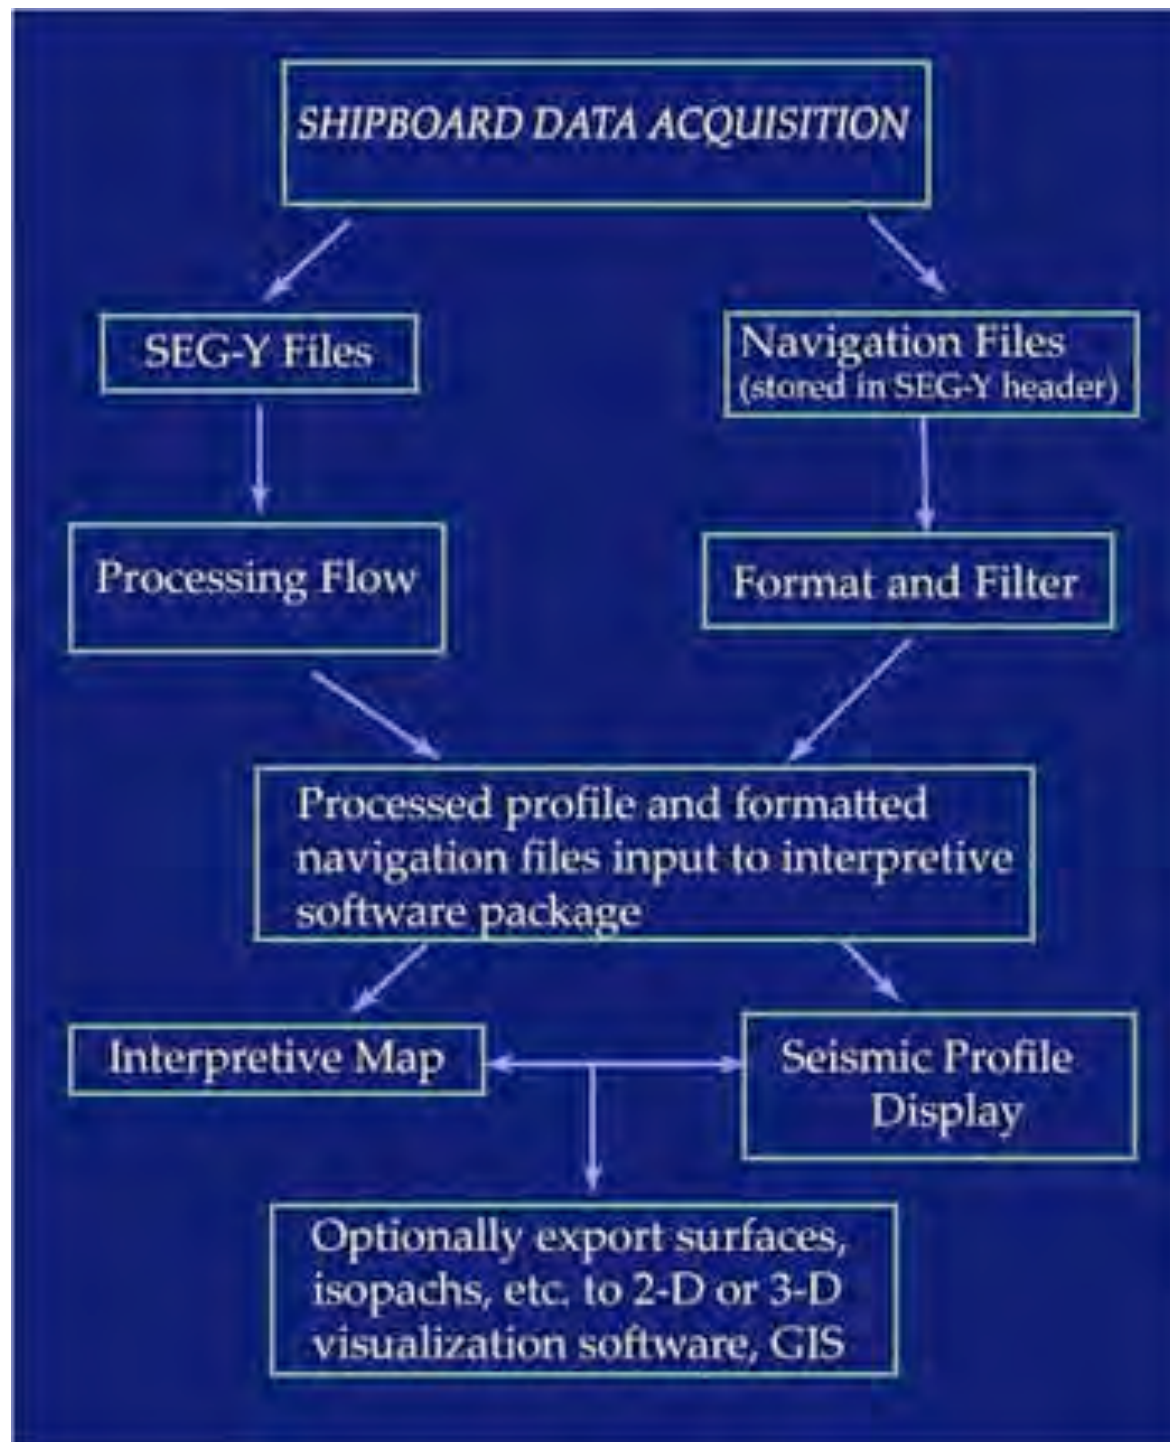 SHIPBOARD DATA ACQUISITION
SEG-Y Files
Navigation Files
(stored in SEG-Y header)
Processing Flow
Format and Filter
Processed profile and formatted
navigation files input to interpretive
software package
Interpretive Map
Seismic Profile
Display
Optionally export surfaces,
isopachs, etc. to 2-D or 3-D
visualization software, GIS